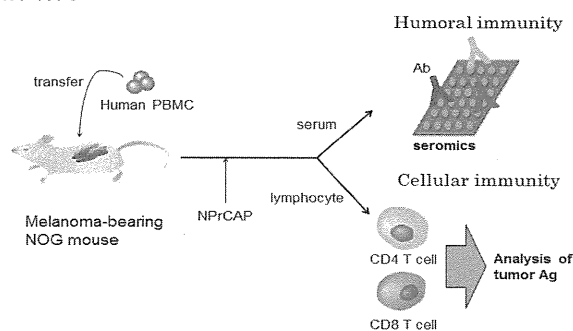 Humoral immunity
transfer
Human PBMC
Ab
serum
seromics
NPrCAP
lymphocyte
Cellular immunity
Melanoma-bearing
NOG mouse
CD4 T cell
CD8 T cell
Analysis of
tumor Ag